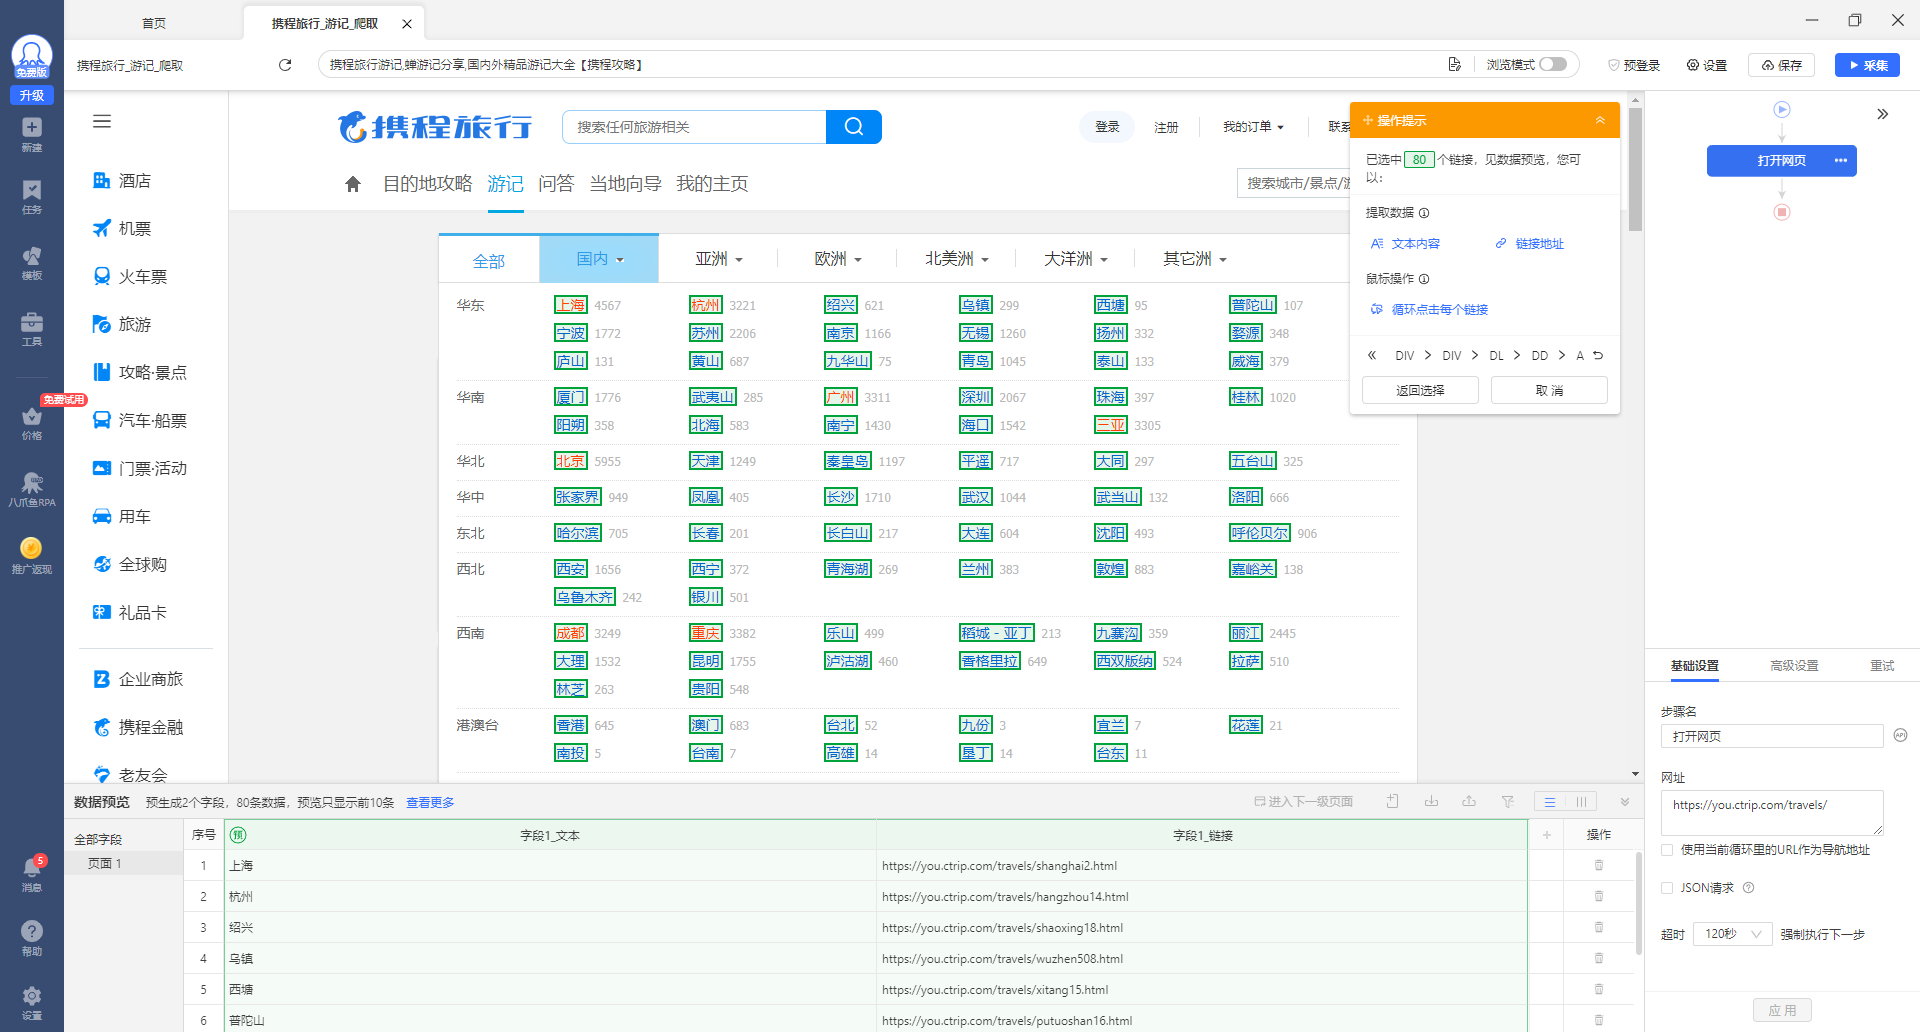 首页
携程旅行_游记_爬取
免费版
升级
新建
任务
模板
工具
免费试用
价格
八爪鱼RPA
推广返现
5
消息
帮助
设置
携程旅行_游记_爬取
携程旅行游记,蝉游记分享,国内外精品游记大全【携程攻略】
浏览模式
预登录
设置
保存
采集
酒店
机票
火车票
旅游
攻略·景点
汽车·船票
门票·活动
用车
全球购
礼品卡
企业商旅
携程金融
老友会
携程旅行
搜索任何旅游相关
登录
注册
我的订单
联系
目的地攻略 游记 问答 当地向导 我的主页
搜索城市/景点/游
全部 国内 亚洲 欧洲 北美洲 大洋洲 其它洲
华东 上海 4567 杭州 3221 绍兴 621 乌镇 299 西塘 95 普陀山 107
宁波 1772 苏州 2206 南京 1166 无锡 1260 扬州 332 婺源 348
庐山 131 黄山 687 九华山 75 青岛 1045 泰山 133 威海 379
华南 厦门 1776 武夷山 285 广州 3311 深圳 2067 珠海 397 桂林 1020
阳朔 358 北海 583 南宁 1430 海口 1542 三亚 3305
华北 北京 5955 天津 1249 秦皇岛 1197 平遥 717 大同 297 五台山 325
华中 张家界 949 凤凰 405 长沙 1710 武汉 1044 武当山 132 洛阳 666
东北 哈尔滨 705 长春 201 长白山 217 大连 604 沈阳 493 呼伦贝尔 906
西北 西安 1656 西宁 372 青海湖 269 兰州 383 敦煌 883 嘉峪关 138
乌鲁木齐 242 银川 501
西南 成都 3249 重庆 3382 乐山 499 稻城 - 亚丁 213 九寨沟 359 丽江 2445
大理 1532 昆明 1755 泸沽湖 460 香格里拉 649 西双版纳 524 拉萨 510
林芝 263 贵阳 548
港澳台 香港 645 澳门 683 台北 52 九份 3 宜兰 7 花莲 21
南投 5 台南 7 高雄 14 垦丁 14 台东 11
操作提示
已选中 80 个链接，见数据预览，您可
以：
提取数据
文本内容 链接地址
鼠标操作
循环点击每个链接
« DIV > DIV > DL > DD > A
返回选择 取 消
打开网页 •••
基础设置 高级设置 重试
步骤名
打开网页
API
网址
https://you.ctrip.com/travels/
使用当前循环里的URL作为导航地址
JSON请求
超时 120秒 强制执行下一步
应 用
数据预览 预生成2个字段，80条数据，预览只显示前10条 查看更多
进入下一级页面
全部字段
页面 1
序号 预 字段1_文本 字段1_链接 + 操作
1 上海 https://you.ctrip.com/travels/shanghai2.html
2 杭州 https://you.ctrip.com/travels/hangzhou14.html
3 绍兴 https://you.ctrip.com/travels/shaoxing18.html
4 乌镇 https://you.ctrip.com/travels/wuzhen508.html
5 西塘 https://you.ctrip.com/travels/xitang15.html
6 普陀山 https://you.ctrip.com/travels/putuoshan16.html